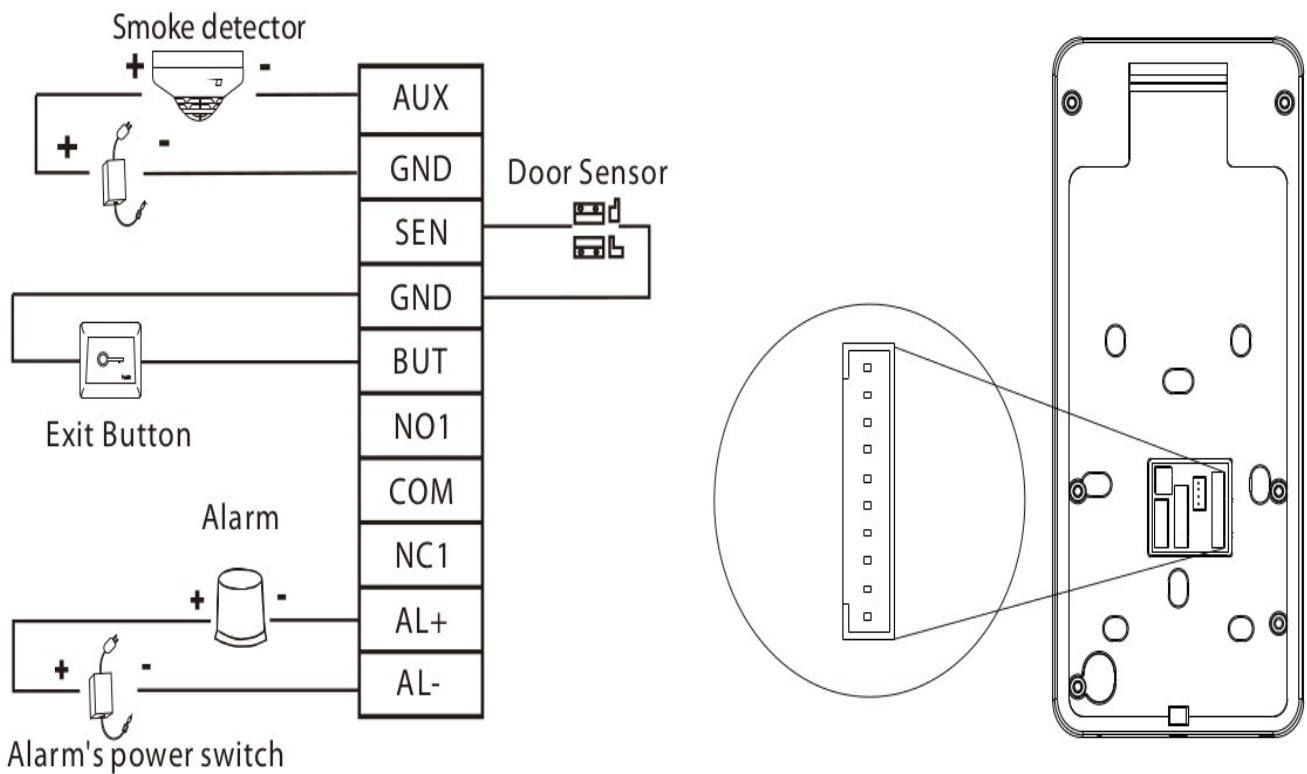 Smoke detector
+ -
+ -
AUX
GND
SEN
GND
BUT
NO1
COM
NC1
AL+
AL-
Door Sensor
Exit Button
Alarm
+ -
+ -
Alarm's power switch